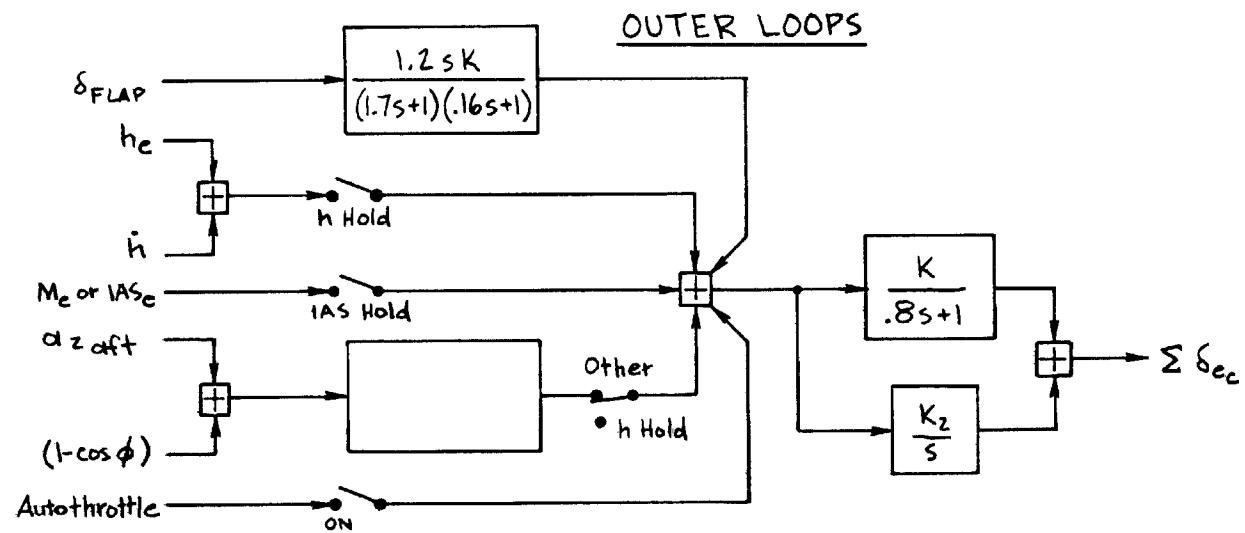 OUTER LOOPS
δFLAP
1.2 s K
(1.7s+1)(.16s+1)
he
+
ḣ
h Hold
Me or IASe
IAS Hold
+
K
.8s+1
+
Σ δec
K2
s
az aft
+
(1-cos ϕ)
Other
h Hold
Autothrottle
ON